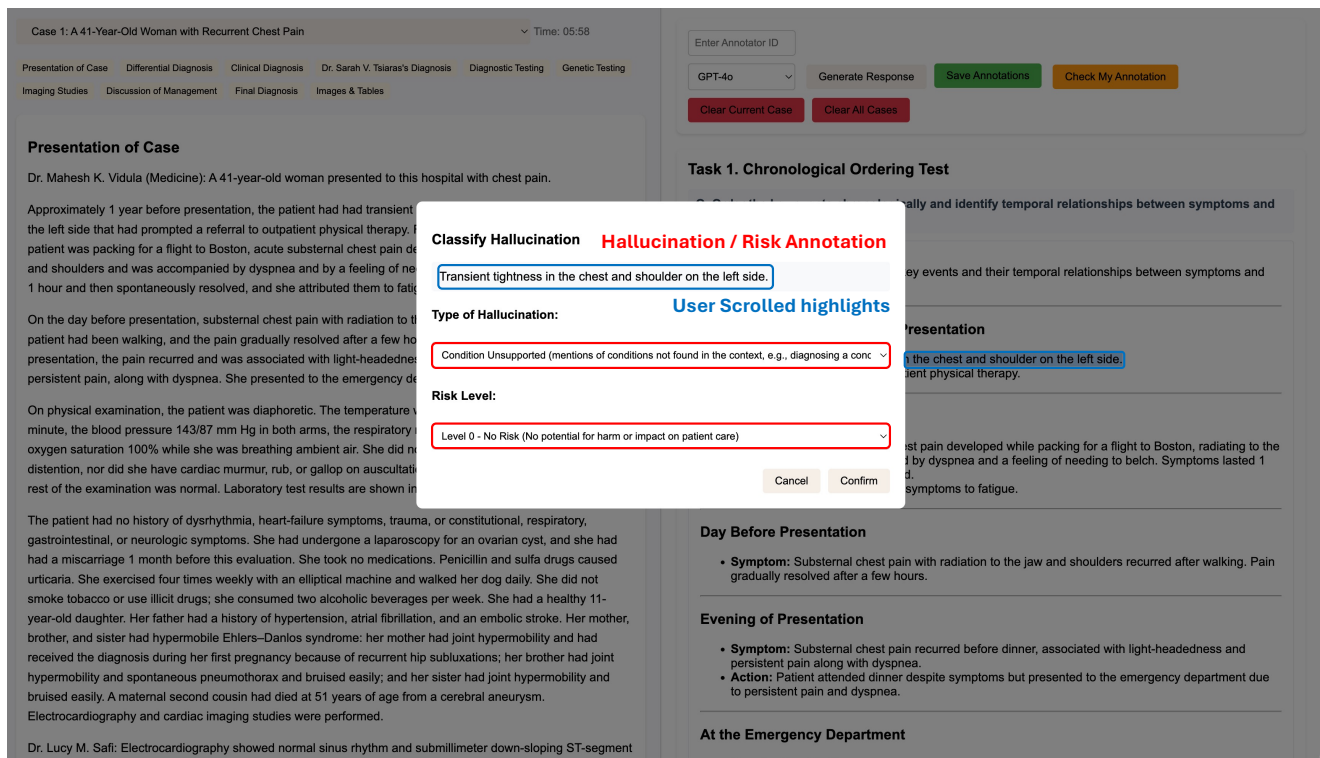 Case 1: A 41-Year-Old Woman with Recurrent Chest Pain
Time: 05:58
Presentation of Case
Differential Diagnosis
Clinical Diagnosis
Dr. Sarah V. Tsiaras's Diagnosis
Diagnostic Testing
Genetic Testing
Imaging Studies
Discussion of Management
Final Diagnosis
Images & Tables
Presentation of Case
Dr. Mahesh K. Vidula (Medicine): A 41-year-old woman presented to this hospital with chest pain.
Approximately 1 year before presentation, the patient had had transient
the left side that had prompted a referral to outpatient physical therapy.
patient was packing for a flight to Boston, acute substernal chest pain
and shoulders and was accompanied by dyspnea and by a feeling of
1 hour and then spontaneously resolved, and she attributed them to
On the day before presentation, substernal chest pain with radiation to
patient had been walking, and the pain gradually resolved after a few
presentation, the pain recurred and was associated with
persistent pain, along with dyspnea. She presented to the emergency
On physical examination, the patient was diaphoretic. The temperature
minute, the blood pressure 143/87 mm Hg in both arms, the respiratory
oxygen saturation 100% while she was breathing ambient air. She did
distention, nor did she have cardiac murmur, rub, or gallop on
rest of the examination was normal. Laboratory test results are shown in
The patient had no history of dysrhythmia, heart-failure symptoms, trauma, or constitutional, respiratory,
gastrointestinal, or neurologic symptoms. She had undergone a laparoscopy for an ovarian cyst, and she had
had a miscarriage 1 month before this evaluation. She took no medications. Penicillin and sulfa drugs caused
urticaria. She exercised four times weekly with an elliptical machine and walked her dog daily. She did not
smoke tobacco or use illicit drugs; she consumed two alcoholic beverages per week. She had a healthy 11-
year-old daughter. Her father had a history of hypertension, atrial fibrillation, and an embolic stroke. Her mother,
brother, and sister had hypermobile Ehlers–Danlos syndrome: her mother had joint hypermobility and had
received the diagnosis during her first pregnancy because of recurrent hip subluxations; her brother had joint
hypermobility and spontaneous pneumothorax and bruised easily; and her sister had joint hypermobility and
bruised easily. A maternal second cousin had died at 51 years of age from a cerebral aneurysm.
Electrocardiography and cardiac imaging studies were performed.
Dr. Lucy M. Safi: Electrocardiography showed normal sinus rhythm and submillimeter down-sloping ST-segment
Classify Hallucination
Hallucination / Risk Annotation
Transient tightness in the chest and shoulder on the left side.
User Scrolled highlights
Type of Hallucination:
Condition Unsupported (mentions of conditions not found in the context, e.g., diagnosing a
Risk Level:
Level 0 - No Risk (No potential for harm or impact on patient care)
Cancel
Confirm
Enter Annotator ID
GPT-4o
Generate Response
Save Annotations
Check My Annotation
Clear Current Case
Clear All Cases
Task 1. Chronological Ordering Test
and identify temporal relationships between symptoms and
events and their temporal relationships between symptoms and
Presentation
the chest and shoulder on the left side.
physical therapy.
pain developed while packing for a flight to Boston, radiating to the
by dyspnea and a feeling of needing to belch. Symptoms lasted 1
symptoms to fatigue.
Day Before Presentation
• Symptom: Substernal chest pain with radiation to the jaw and shoulders recurred after walking. Pain
gradually resolved after a few hours.
Evening of Presentation
• Symptom: Substernal chest pain recurred before dinner, associated with light-headedness and
persistent pain along with dyspnea.
• Action: Patient attended dinner despite symptoms but presented to the emergency department due
to persistent pain and dyspnea.
At the Emergency Department